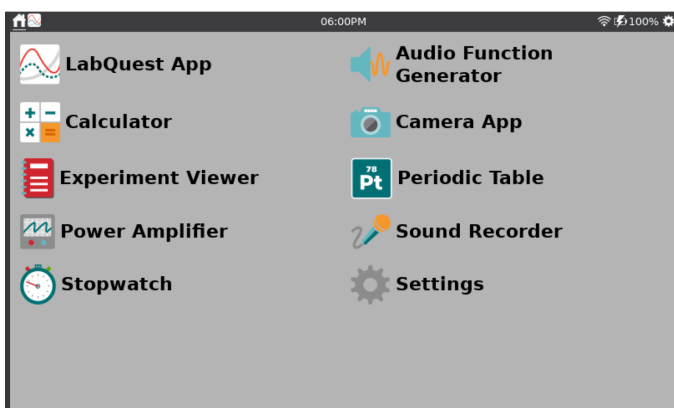 06:00PM
100%
LabQuest App
Audio Function
Generator
Calculator
Camera App
Experiment Viewer
78
Pt
Periodic Table
Power Amplifier
Sound Recorder
Stopwatch
Settings